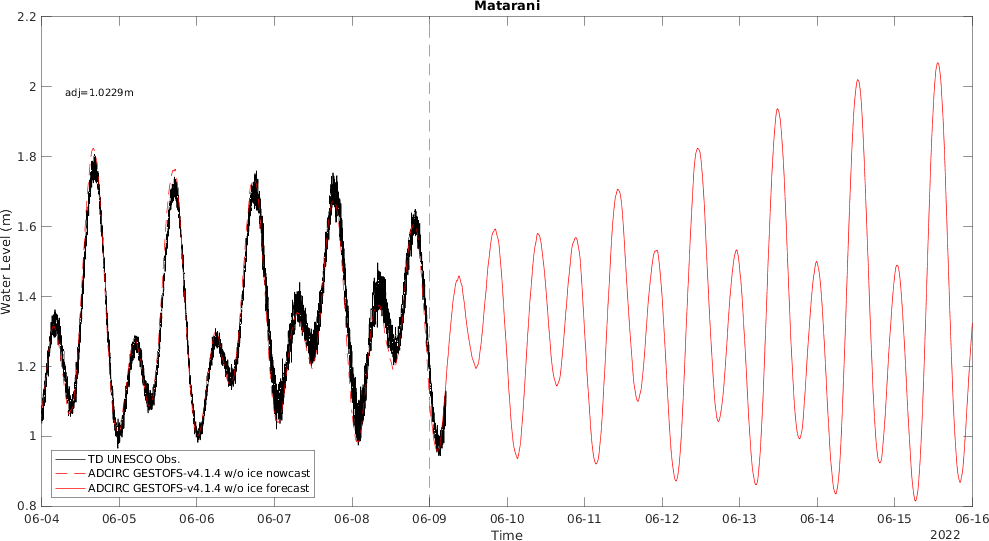 Matarani
2.2
2
1.8
1.6
1.4
1.2
1
0.8
Water Level (m)
adj=1.0229m
TD UNESCO Obs.
ADCIRC GESTOFS-v4.1.4 w/o ice nowcast
ADCIRC GESTOFS-v4.1.4 w/o ice forecast
06-04 06-05 06-06 06-07 06-08 06-09 06-10 06-11 06-12 06-13 06-14 06-15 06-16
Time
2022